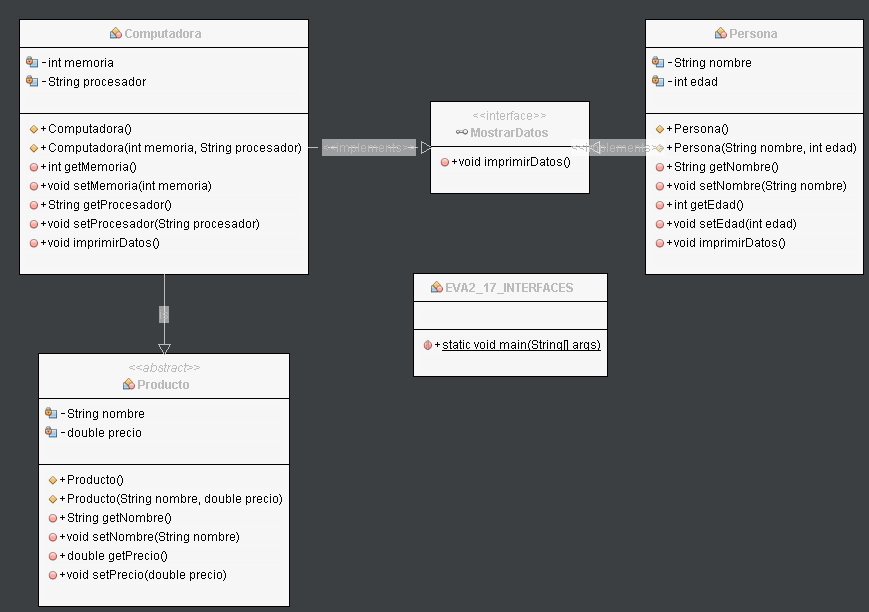 Computadora
- int memoria
- String procesador
+ Computadora()
+ Computadora(int memoria, String procesador)
+ int getMemoria()
+ void setMemoria(int memoria)
+ String getProcesador()
+ void setProcesador(String procesador)
+ void imprimirDatos()
<<implements>>
<<interface>>
MostrarDatos
+ void imprimirDatos()
<<implements>>
Persona
- String nombre
- int edad
+ Persona()
+ Persona(String nombre, int edad)
+ String getNombre()
+ void setNombre(String nombre)
+ int getEdad()
+ void setEdad(int edad)
+ void imprimirDatos()
EVA2_17_INTERFACES
+ static void main(String[] args)
<<abstract>>
Producto
- String nombre
- double precio
+ Producto()
+ Producto(String nombre, double precio)
+ String getNombre()
+ void setNombre(String nombre)
+ double getPrecio()
+ void setPrecio(double precio)